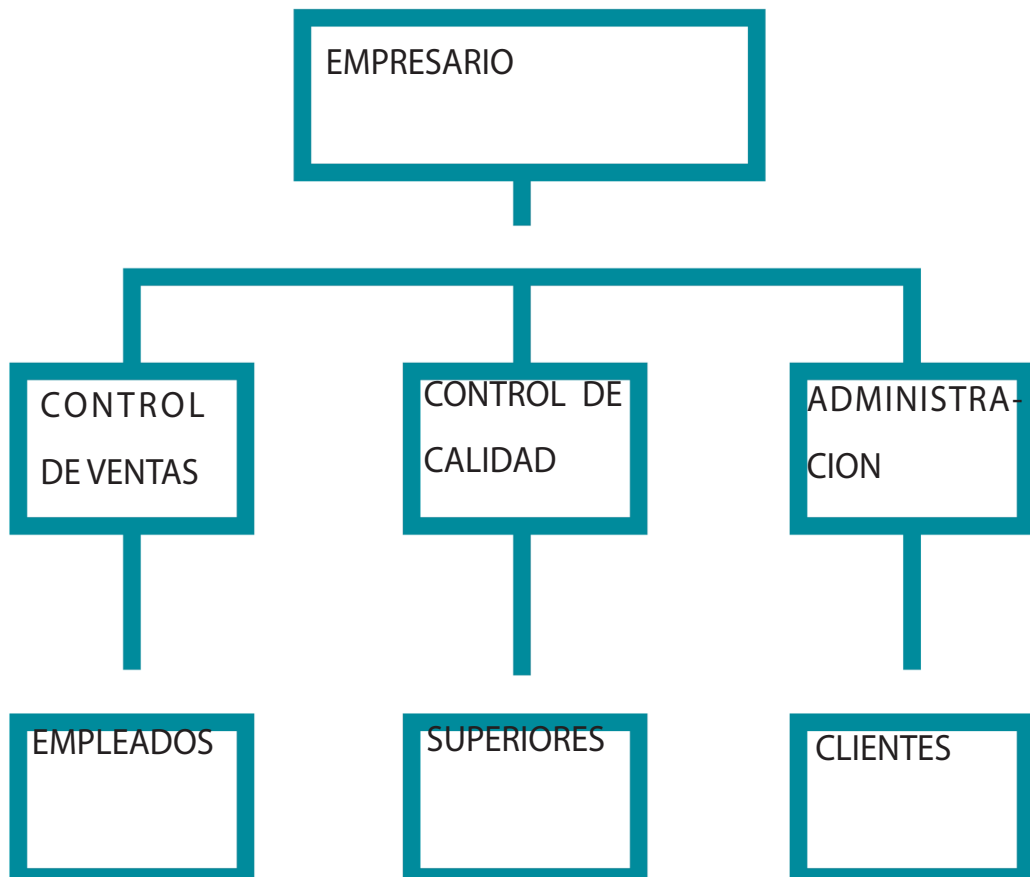 EMPRESARIO
CONTROL
DE VENTAS
CONTROL DE
CALIDAD
ADMINISTRA-
CION
EMPLEADOS
SUPERIORES
CLIENTES